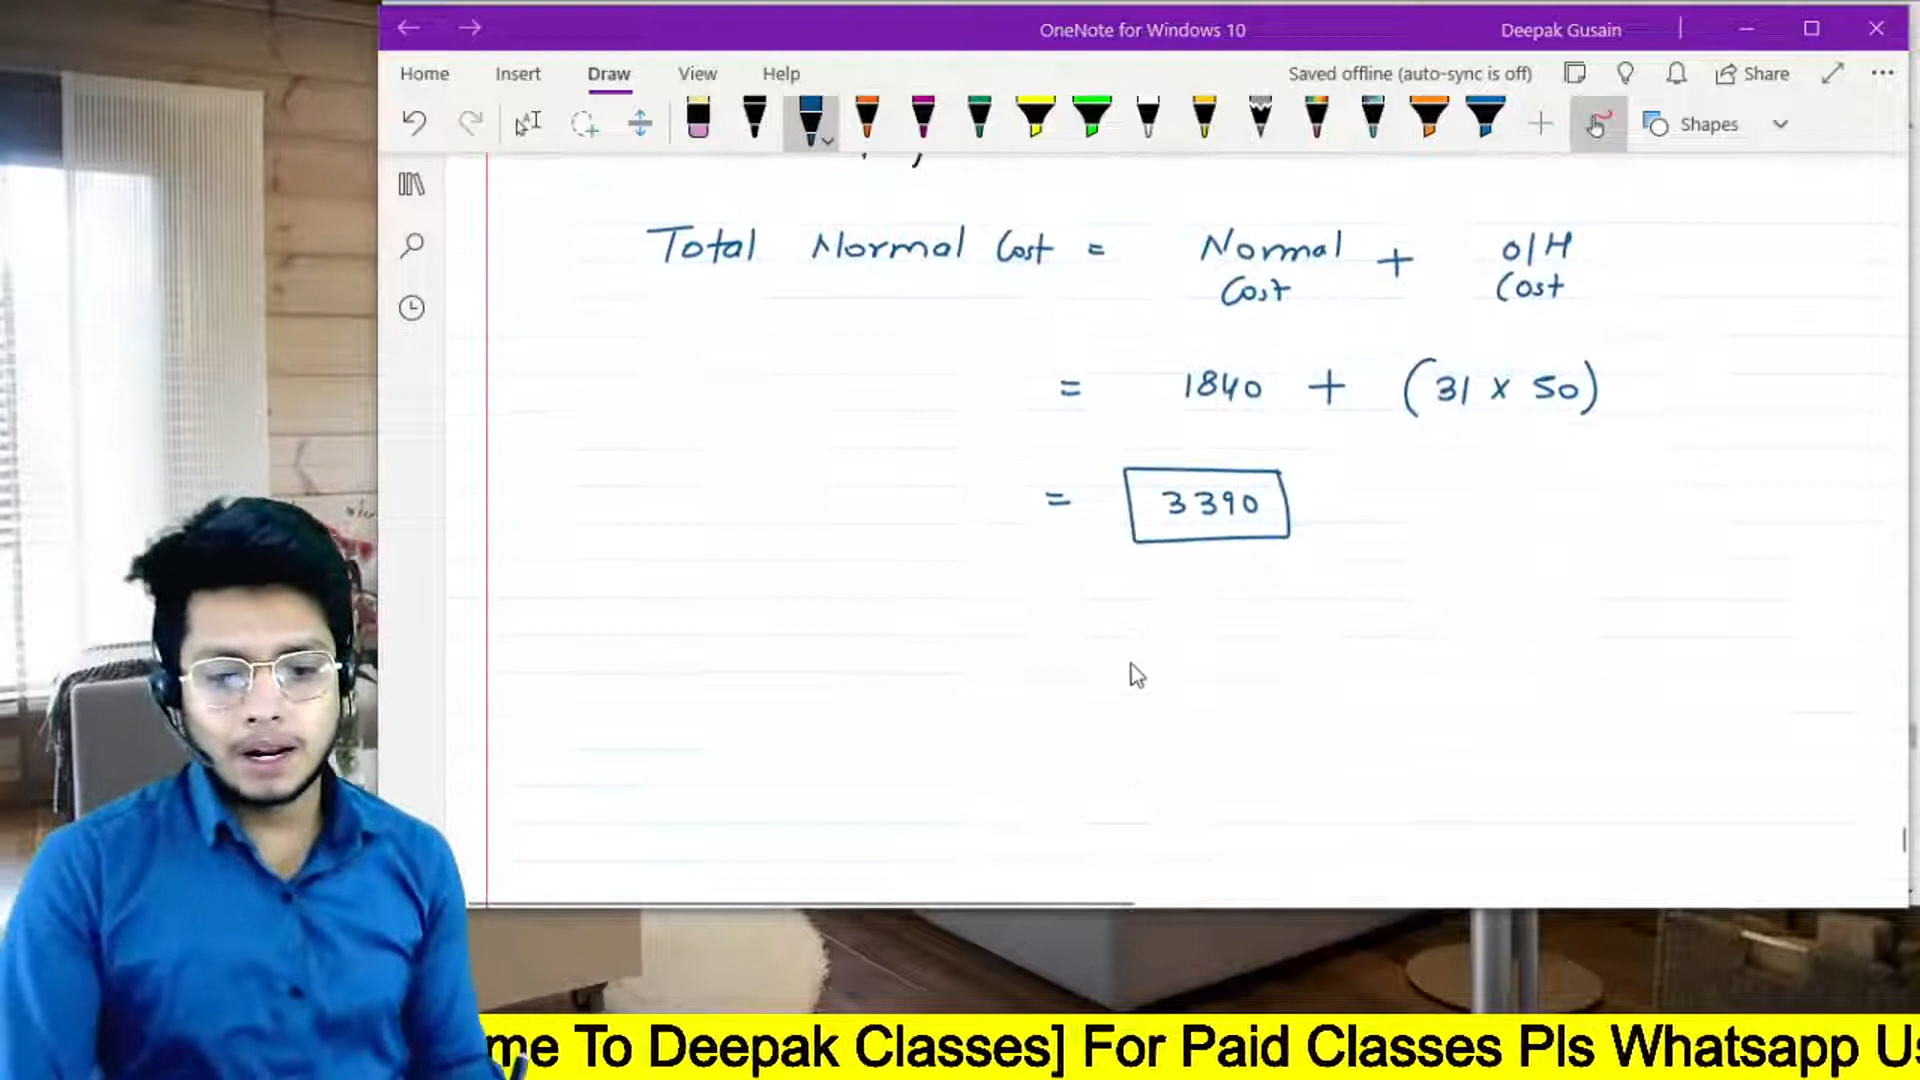 OneNote for Windows 10
Deepak Gusain
Home Insert Draw View Help
Saved offline (auto-sync is off)
Share
Shapes
Total Normal Cost = Normal Cost + O/H Cost
= 1840 + (31 x 50)
= 3390
me To Deepak Classes] For Paid Classes Pls Whatsapp Us